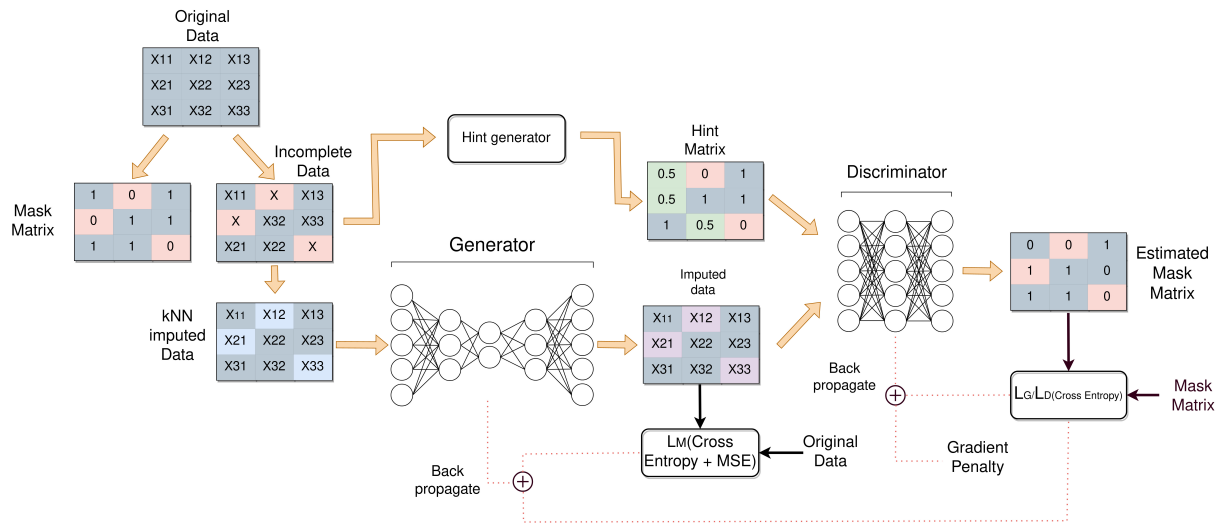 Original
Data
X11 X12 X13
X21 X22 X23
X31 X32 X33
Mask
Matrix
1 0 1
0 1 1
1 1 0
Incomplete
Data
X11 X X13
X X32 X33
X21 X22 X
Hint generator
Hint
Matrix
0.5 0 1
0.5 1 1
1 0.5 0
Discriminator
Generator
kNN
imputed
Data
X11 X12 X13
X21 X22 X23
X31 X32 X33
Imputed
data
X11 X12 X13
X21 X22 X23
X31 X32 X33
0 0 1
1 1 0
1 1 0
Estimated
Mask
Matrix
Back
propagate
+
LG/LD(Cross Entropy)
Mask
Matrix
Gradient
Penalty
LM(Cross
Entropy + MSE)
Original
Data
Back
propagate
+